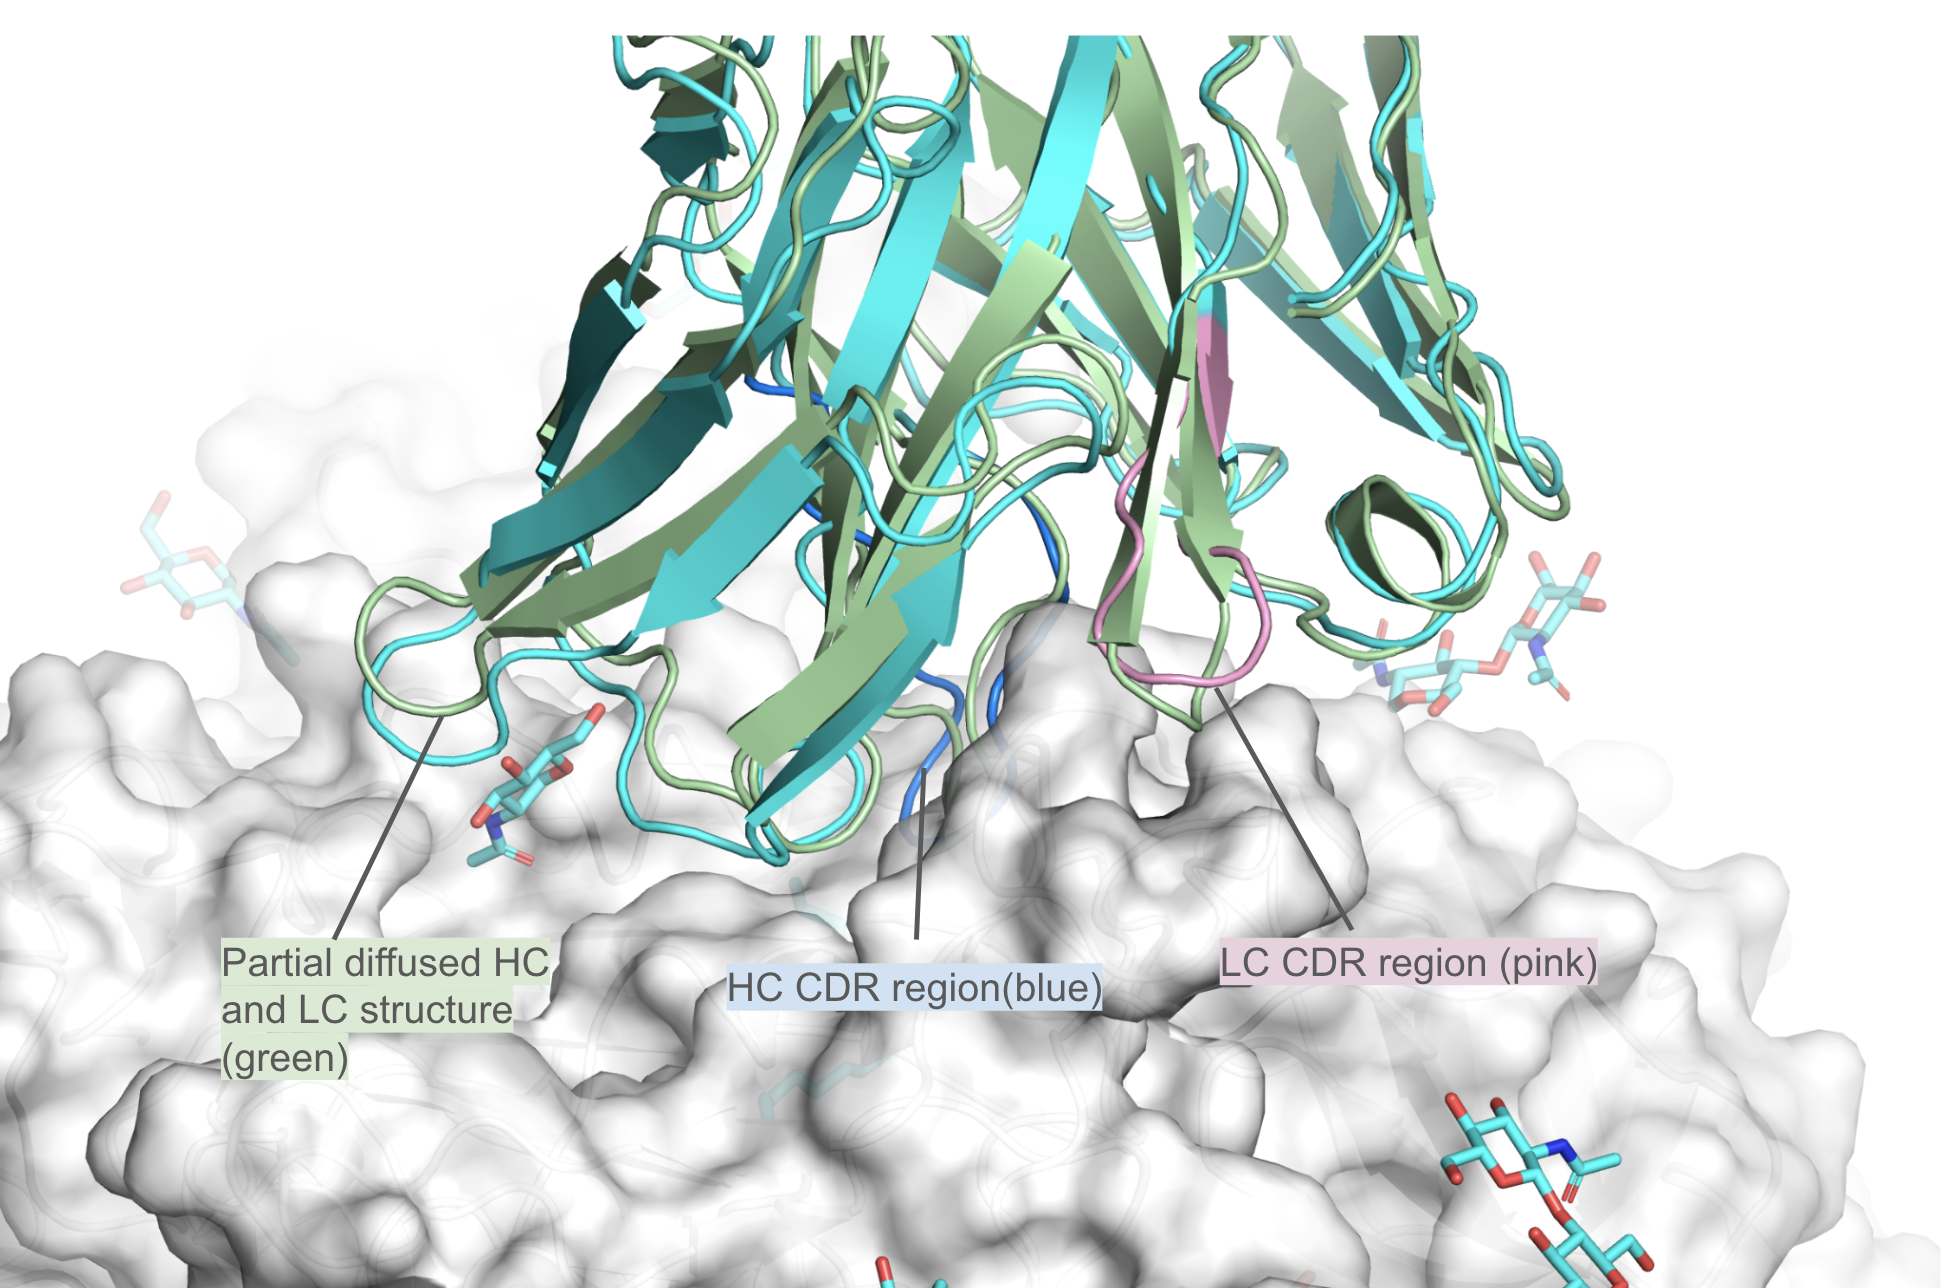 Partial diffused HC
and LC structure
(green)
HC CDR region(blue)
LC CDR region (pink)